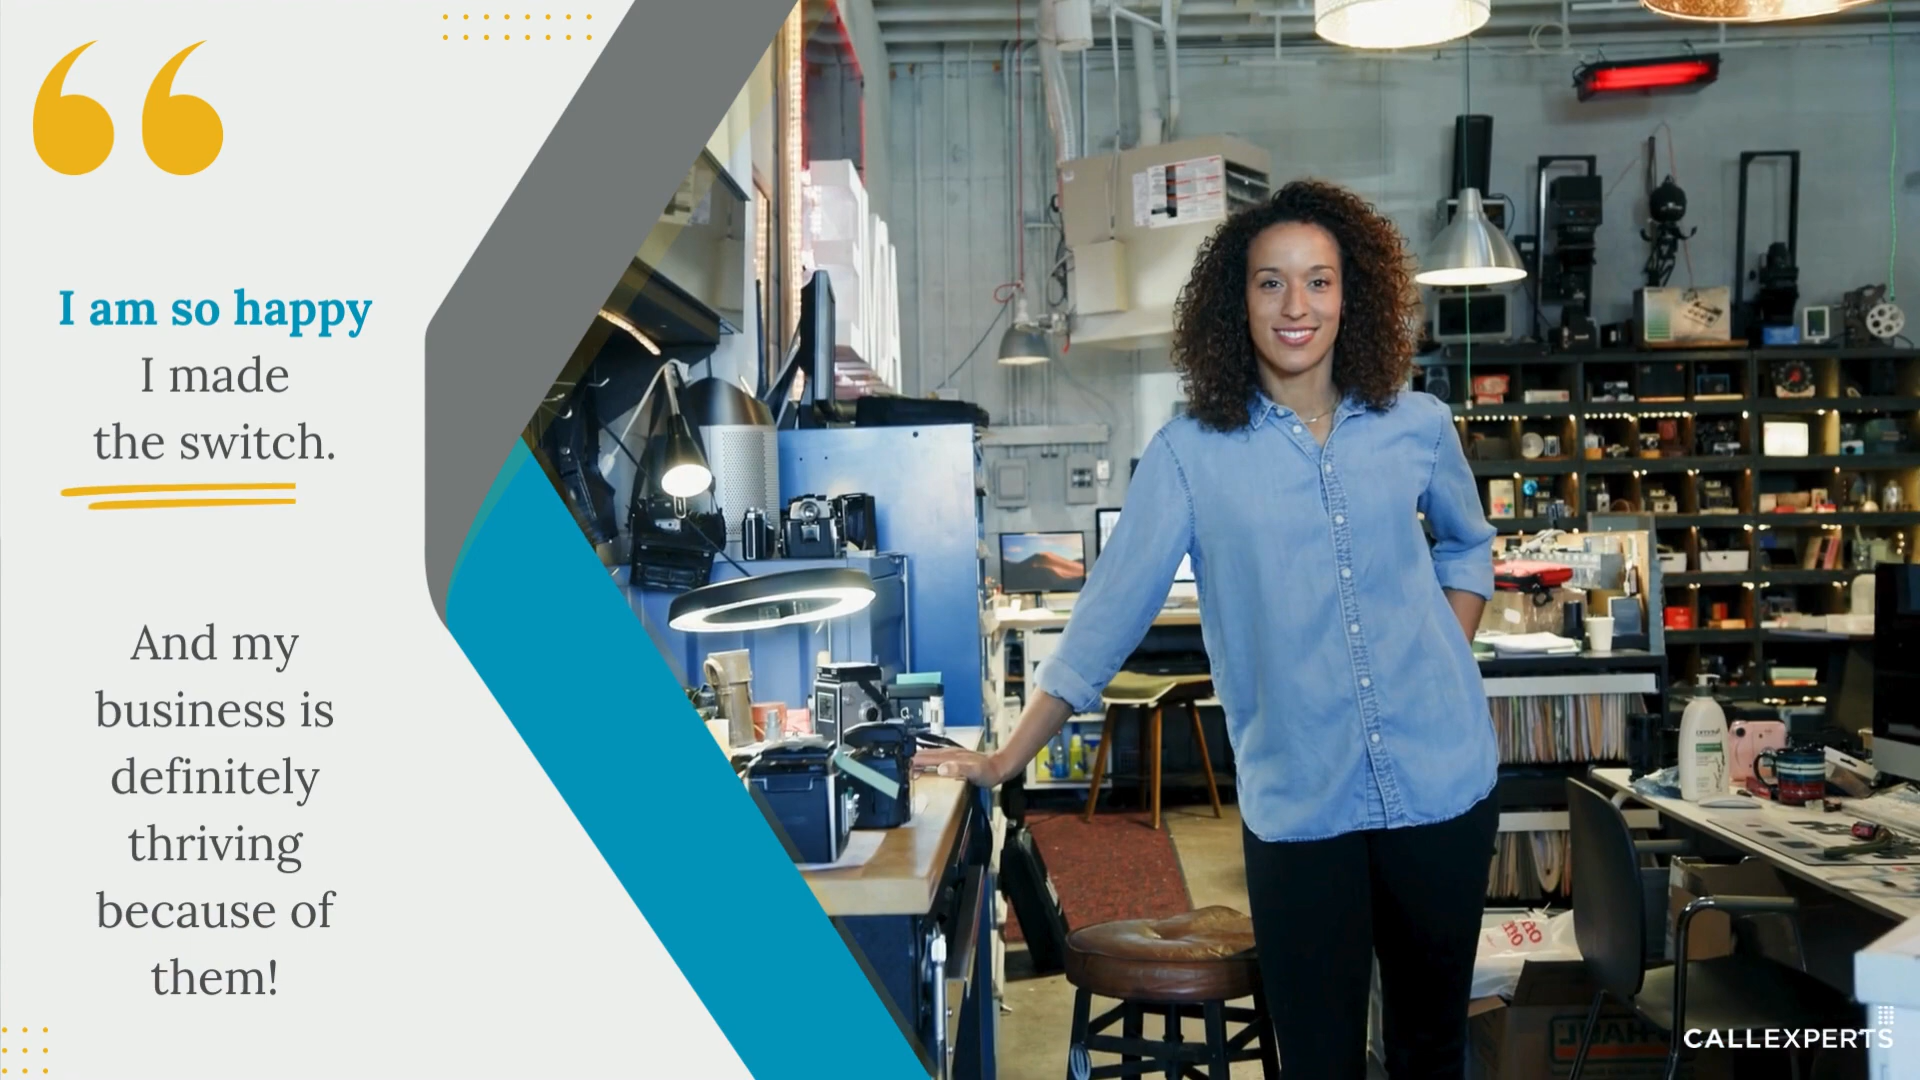 “
I am so happy
I made
the switch.
And my
business is
definitely
thriving
because of
them!
CALLEXPERTS